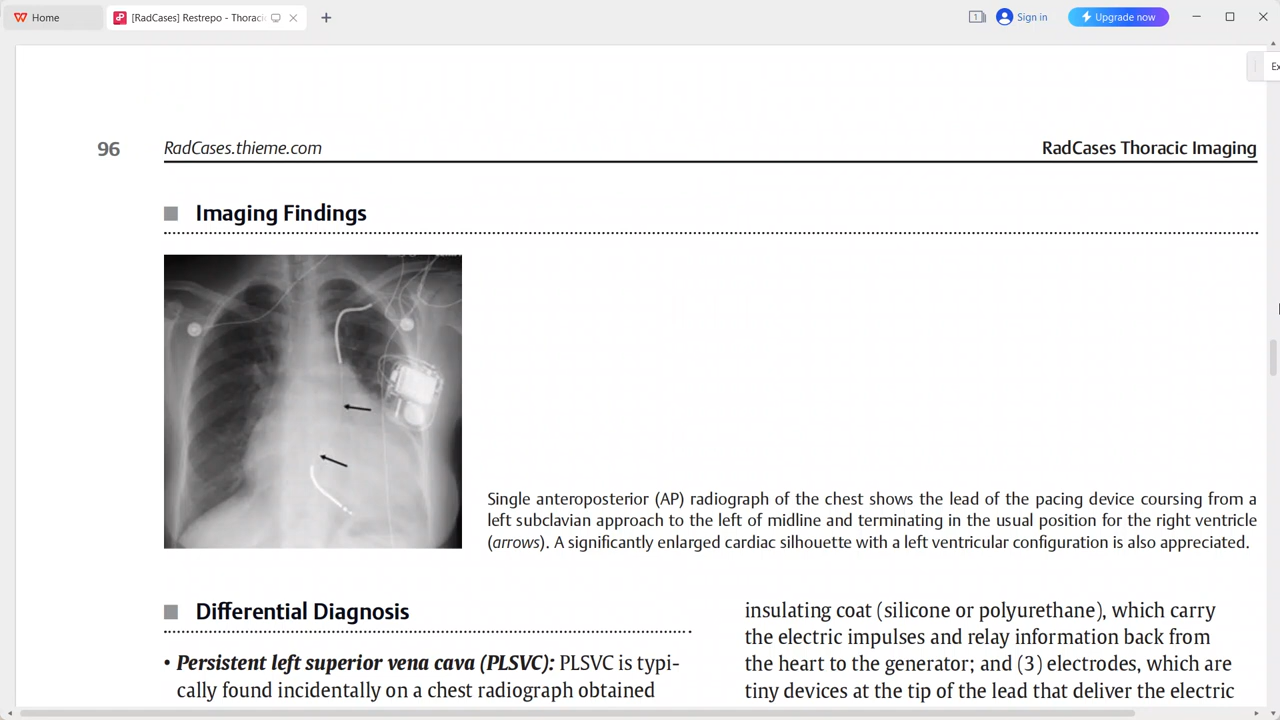 Home
[RadCases] Restrepo - Thoraci
1
Sign in
Upgrade now
Ex
96
RadCases.thieme.com
RadCases Thoracic Imaging
Imaging Findings
Single anteroposterior (AP) radiograph of the chest shows the lead of the pacing device coursing from a
left subclavian approach to the left of midline and terminating in the usual position for the right ventricle
(arrows). A significantly enlarged cardiac silhouette with a left ventricular configuration is also appreciated.
Differential Diagnosis
• Persistent left superior vena cava (PLSVC): PLSVC is typi-
cally found incidentally on a chest radiograph obtained
insulating coat (silicone or polyurethane), which carry
the electric impulses and relay information back from
the heart to the generator; and (3) electrodes, which are
tiny devices at the tip of the lead that deliver the electric